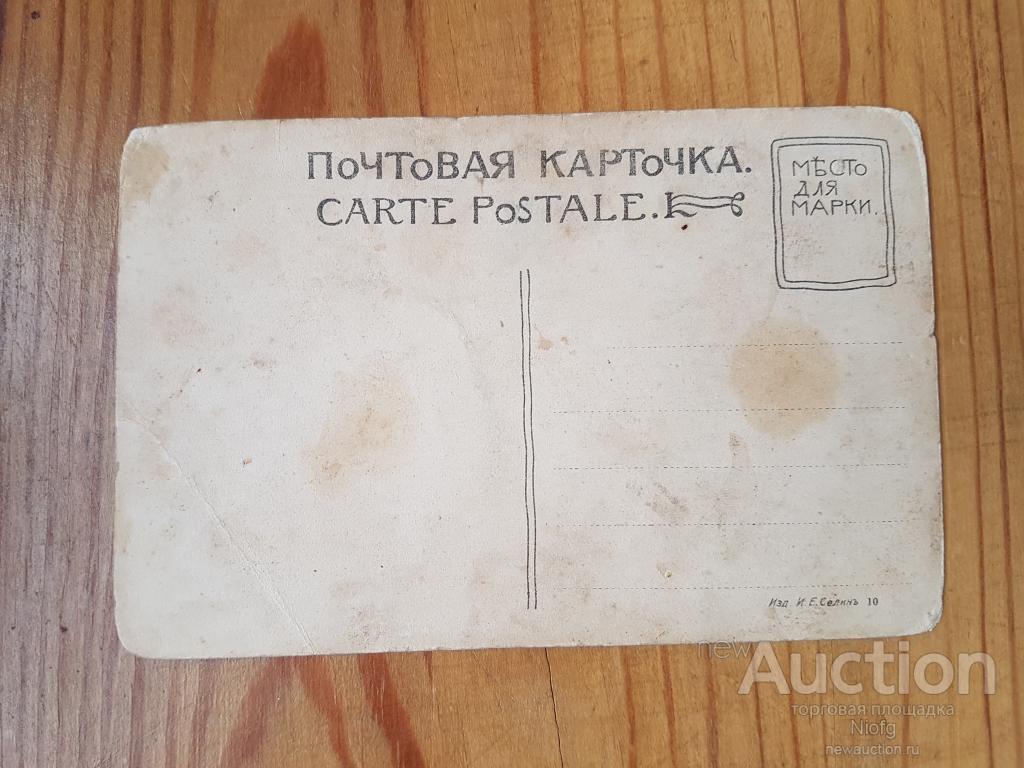 ПОЧТОВАЯ КАРТОЧКА.
CARTE POSTALE.
МѢСТО
ДЛЯ
МАРКИ.
Изд. И. Е. Селинъ 10
newAuction
торговая площадка
Niofg
newauction.ru